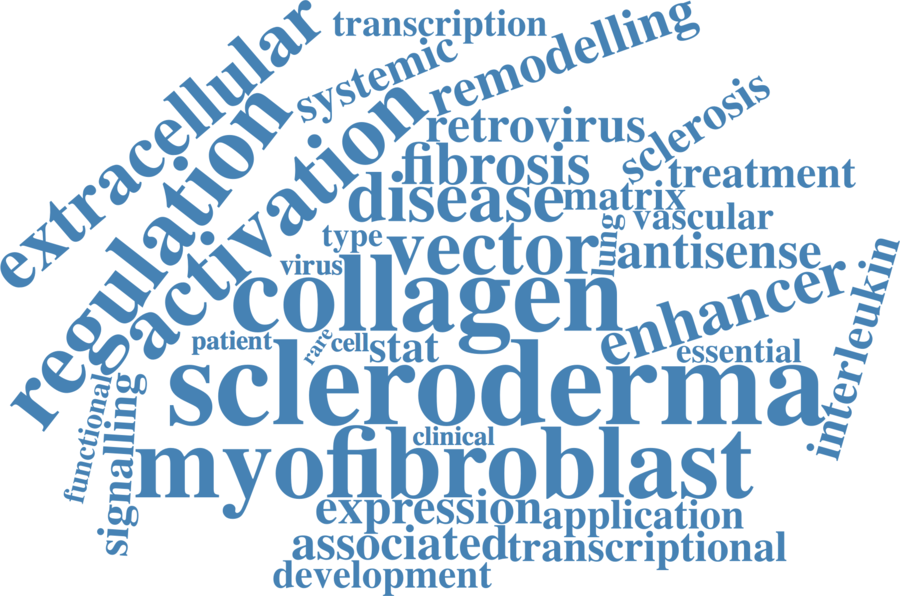 transcription
extracellular
systemic
remodelling
regulation
activation
retrovirus
sclerosis
fibrosis
treatment
disease
matrix
vascular
type
vector
lung
antisense
virus
collagen
enhancer
interleukin
patient
rare
cell
stat
essential
scleroderma
functional
signalling
clinical
myofibroblast
expression
application
associated
transcriptional
development